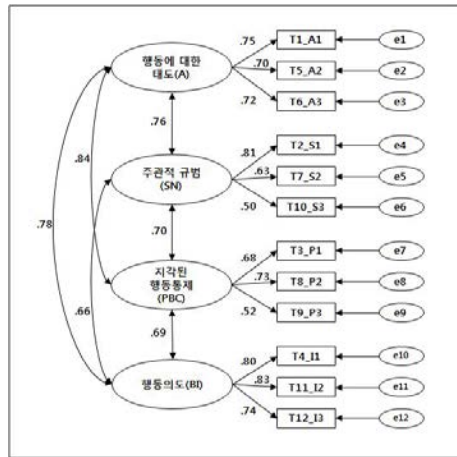 .75
T1_A1
e1
행동에 대한
태도(A)
.70
T5_A2
e2
.72
T6_A3
e3
.76
.84
.81
T2_S1
e4
주관적 규범
(SN)
.63
T7_S2
e5
.50
T10_S3
e6
.78
.70
.68
T3_P1
e7
지각된
행동통제
(PBC)
.73
T8_P2
e8
.66
.52
T9_P3
e9
.69
.80
T4_I1
e10
행동의도(BI)
.83
T11_I2
e11
.74
T12_I3
e12